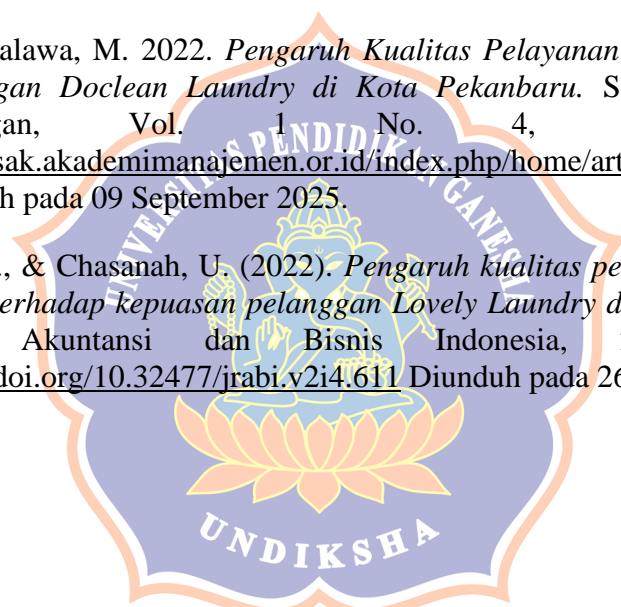 alawa, M. 2022. Pengaruh Kualitas Pelayanan
gan Doclean Laundry di Kota Pekanbaru. S
gan, Vol. 1 No. 4,
sak.akademimanajemen.or.id/index.php/home/art
h pada 09 September 2025.
., & Chasanah, U. (2022). Pengaruh kualitas pe
terhadap kepuasan pelanggan Lovely Laundry d
Akuntansi dan Bisnis Indonesia,
doi.org/10.32477/jrabi.v2i4.611 Diunduh pada 26
UNIVERSITAS PENDIDIKAN GANESHA
UNDIKSHA